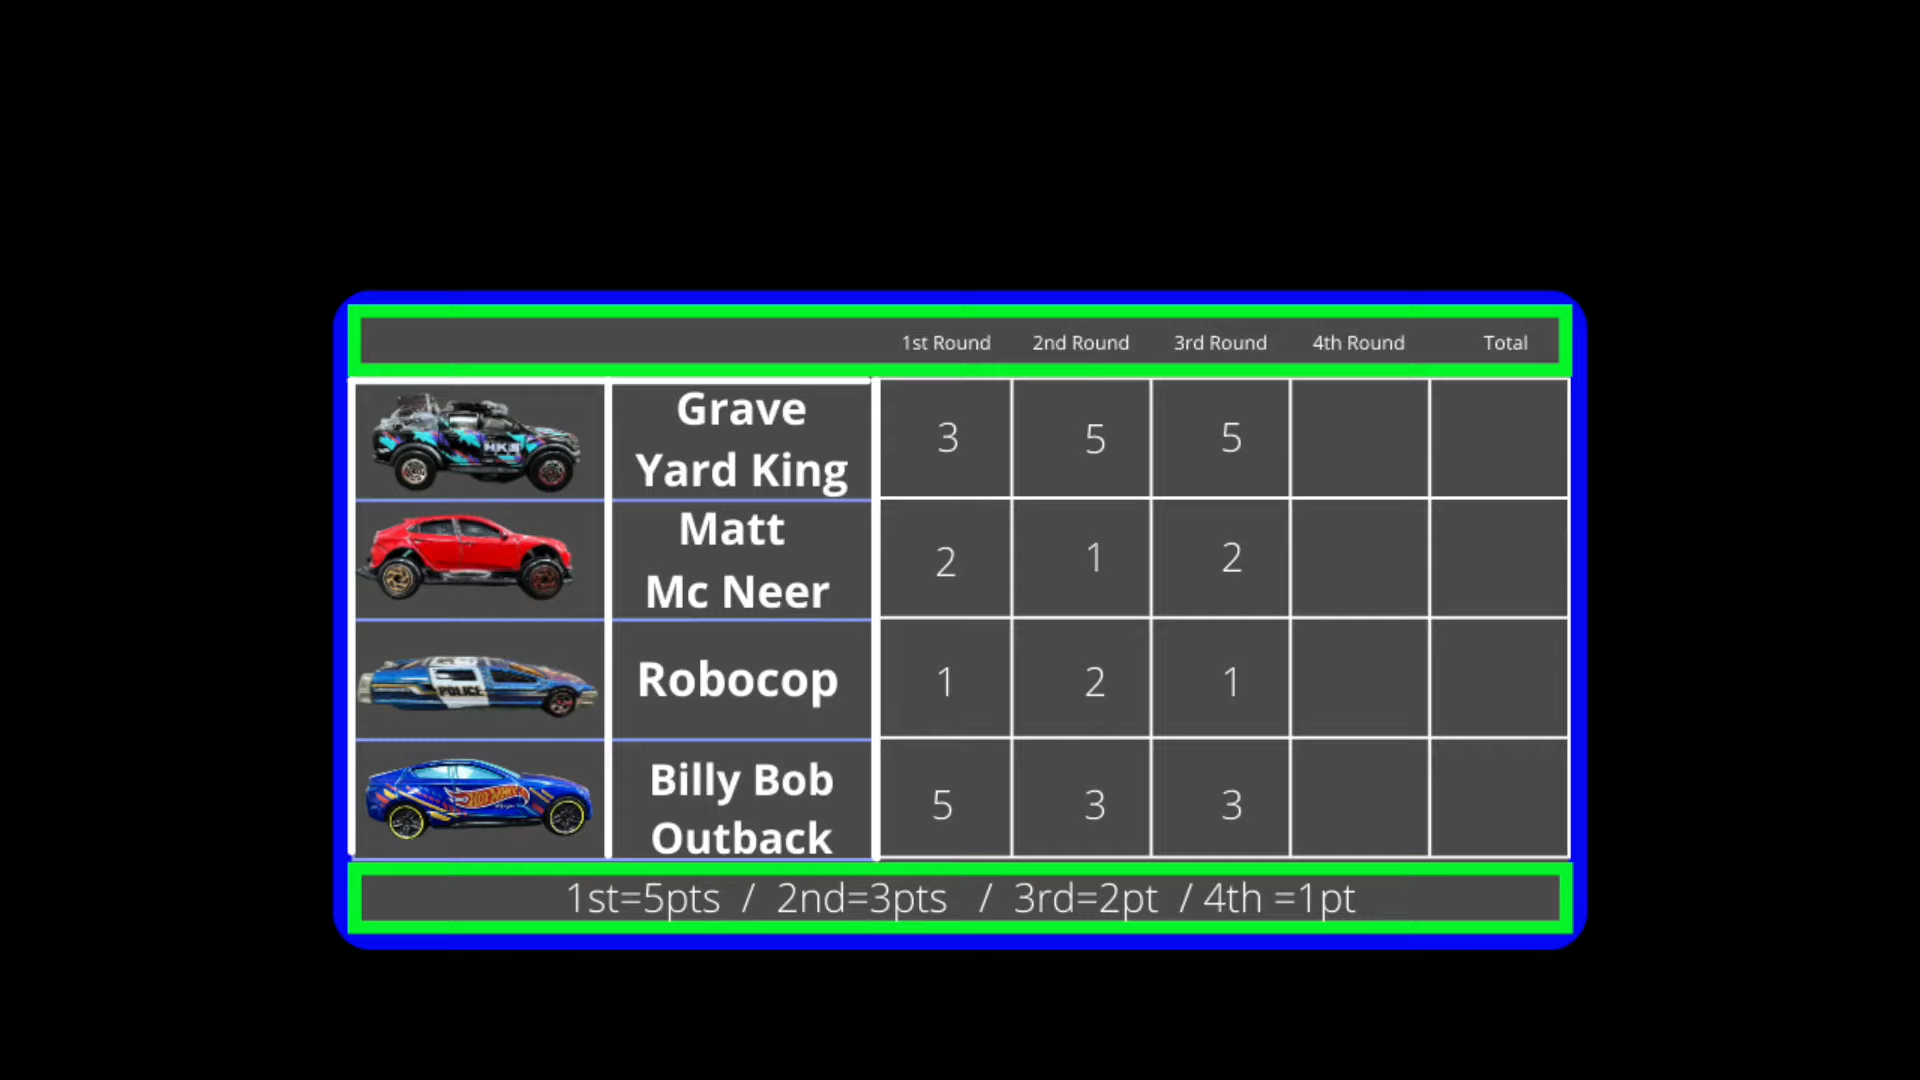 1st Round 2nd Round 3rd Round 4th Round Total
Grave
Yard King
3 5 5
HKS
Matt
Mc Neer
2 1 2
POLICE
Robocop
1 2 1
Billy Bob
Outback
5 3 3
1st=5pts / 2nd=3pts / 3rd=2pt / 4th =1pt